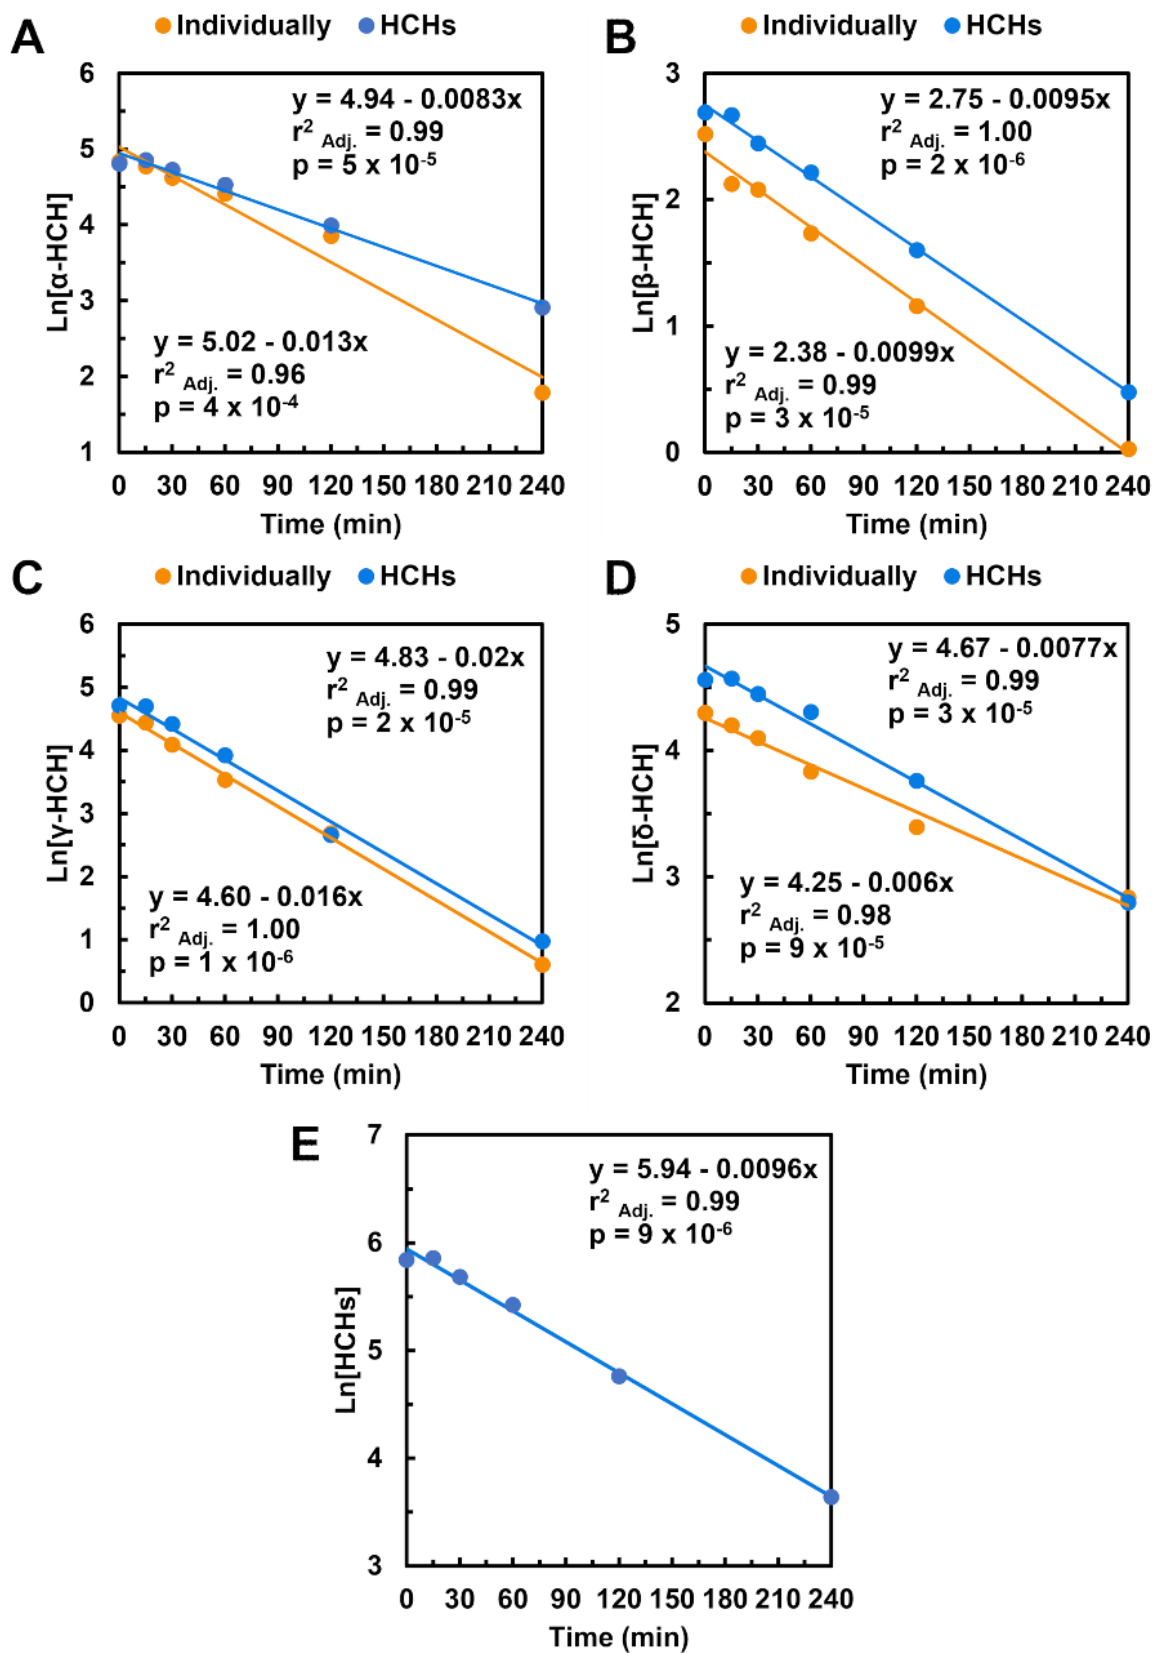 A
Individually HCHs
6
5
4
3
2
1
Ln[α-HCH]
y = 4.94 - 0.0083x
r² Adj. = 0.99
p = 5 x 10⁻⁵
y = 5.02 - 0.013x
r² Adj. = 0.96
p = 4 x 10⁻⁴
0 30 60 90 120 150 180 210 240
Time (min)
B
Individually HCHs
3
2
1
0
Ln[β-HCH]
y = 2.75 - 0.0095x
r² Adj. = 1.00
p = 2 x 10⁻⁶
y = 2.38 - 0.0099x
r² Adj. = 0.99
p = 3 x 10⁻⁵
0 30 60 90 120 150 180 210 240
Time (min)
C
Individually HCHs
6
5
4
3
2
1
0
Ln[γ-HCH]
y = 4.83 - 0.02x
r² Adj. = 0.99
p = 2 x 10⁻⁵
y = 4.60 - 0.016x
r² Adj. = 1.00
p = 1 x 10⁻⁶
0 30 60 90 120 150 180 210 240
Time (min)
D
Individually HCHs
5
4
3
2
Ln[δ-HCH]
y = 4.67 - 0.0077x
r² Adj. = 0.99
p = 3 x 10⁻⁵
y = 4.25 - 0.006x
r² Adj. = 0.98
p = 9 x 10⁻⁵
0 30 60 90 120 150 180 210 240
Time (min)
E
7
6
5
4
3
Ln[HCHs]
y = 5.94 - 0.0096x
r² Adj. = 0.99
p = 9 x 10⁻⁶
0 30 60 90 120 150 180 210 240
Time (min)